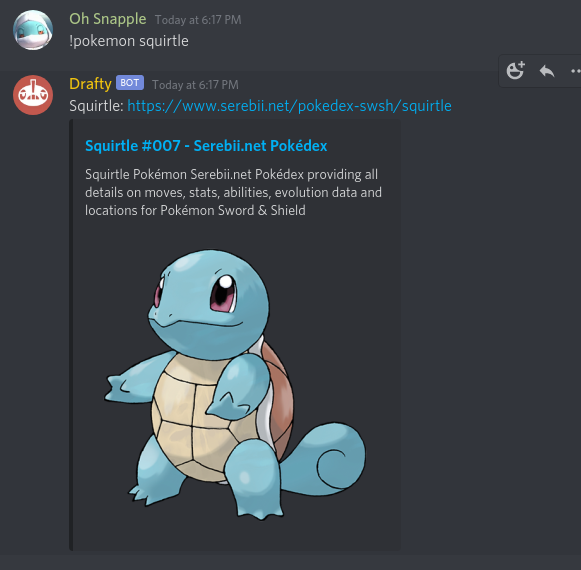 Oh Snapple Today at 6:17 PM
!pokemon squirtle
Drafty BOT Today at 6:17 PM
Squirtle: https://www.serebii.net/pokedex-swsh/squirtle
Squirtle #007 - Serebii.net Pokédex
Squirtle Pokémon Serebii.net Pokédex providing all
details on moves, stats, abilities, evolution data and
locations for Pokémon Sword & Shield